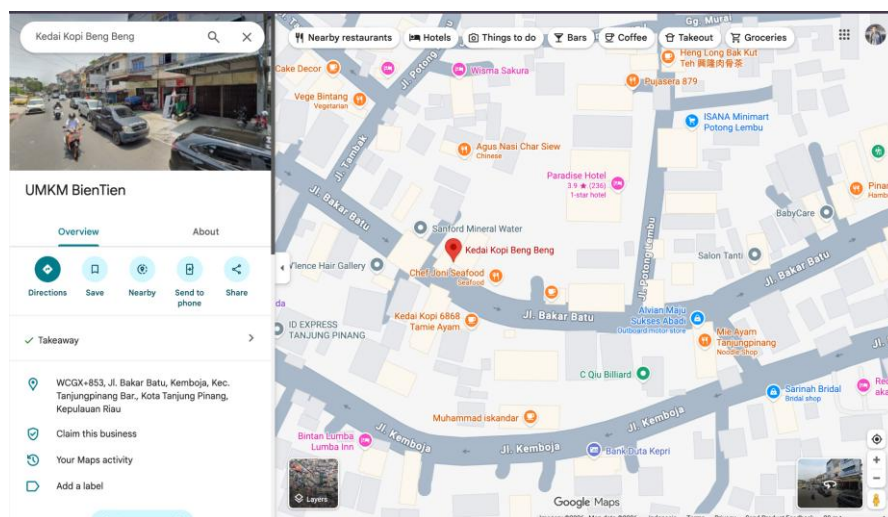 Kedai Kopi Beng Beng
UMKM BienTien
Overview
About
Directions
Save
Nearby
Send to
phone
Share
Takeaway
WCGX+853, Jl. Bakar Batu, Kemboja, Kec.
Tanjungpinang Bar., Kota Tanjung Pinang,
Kepulauan Riau
Claim this business
Your Maps activity
Add a label
Nearby restaurants
Hotels
Things to do
Bars
Coffee
Takeout
Groceries
Gg. Murai
Cake Decor
Jl. Potong
Wisma Sakura
Heng Long Bak Kut
Teh 興隆肉骨茶
Pujasera 879
Vege Bintang
Vegetarian
ISANA Minimart
Potong Lembu
Jl. Tambak
Agus Nasi Char Siew
Chinese
Paradise Hotel
3.9 ★ (236)
1-star hotel
Jl. Bakar Batu
BabyCare
Sanford Mineral Water
Kedai Kopi Beng Beng
Jl. Potong Lembu
Salon Tanti
Jl. Bakar Batu
V'lence Hair Gallery
Chef Joni Seafood
Seafood
Kedai Kopi 6868
Tamie Ayam
Jl. Bakar Batu
Alvian Maju
Sukses Abadi
Outboard motor store
ID EXPRESS
TANJUNG PINANG
Mie Ayam
Tanjungpinang
Noodle Shop
C Qiu Billiard
Sarinah Bridal
Bridal shop
Muhammad iskandar
Jl. Kemboja
Bintan Lumba
Lumba Inn
Jl. Kemboja
Jl. Kemboja
Bank Duta Kepri
Layers
Google Maps